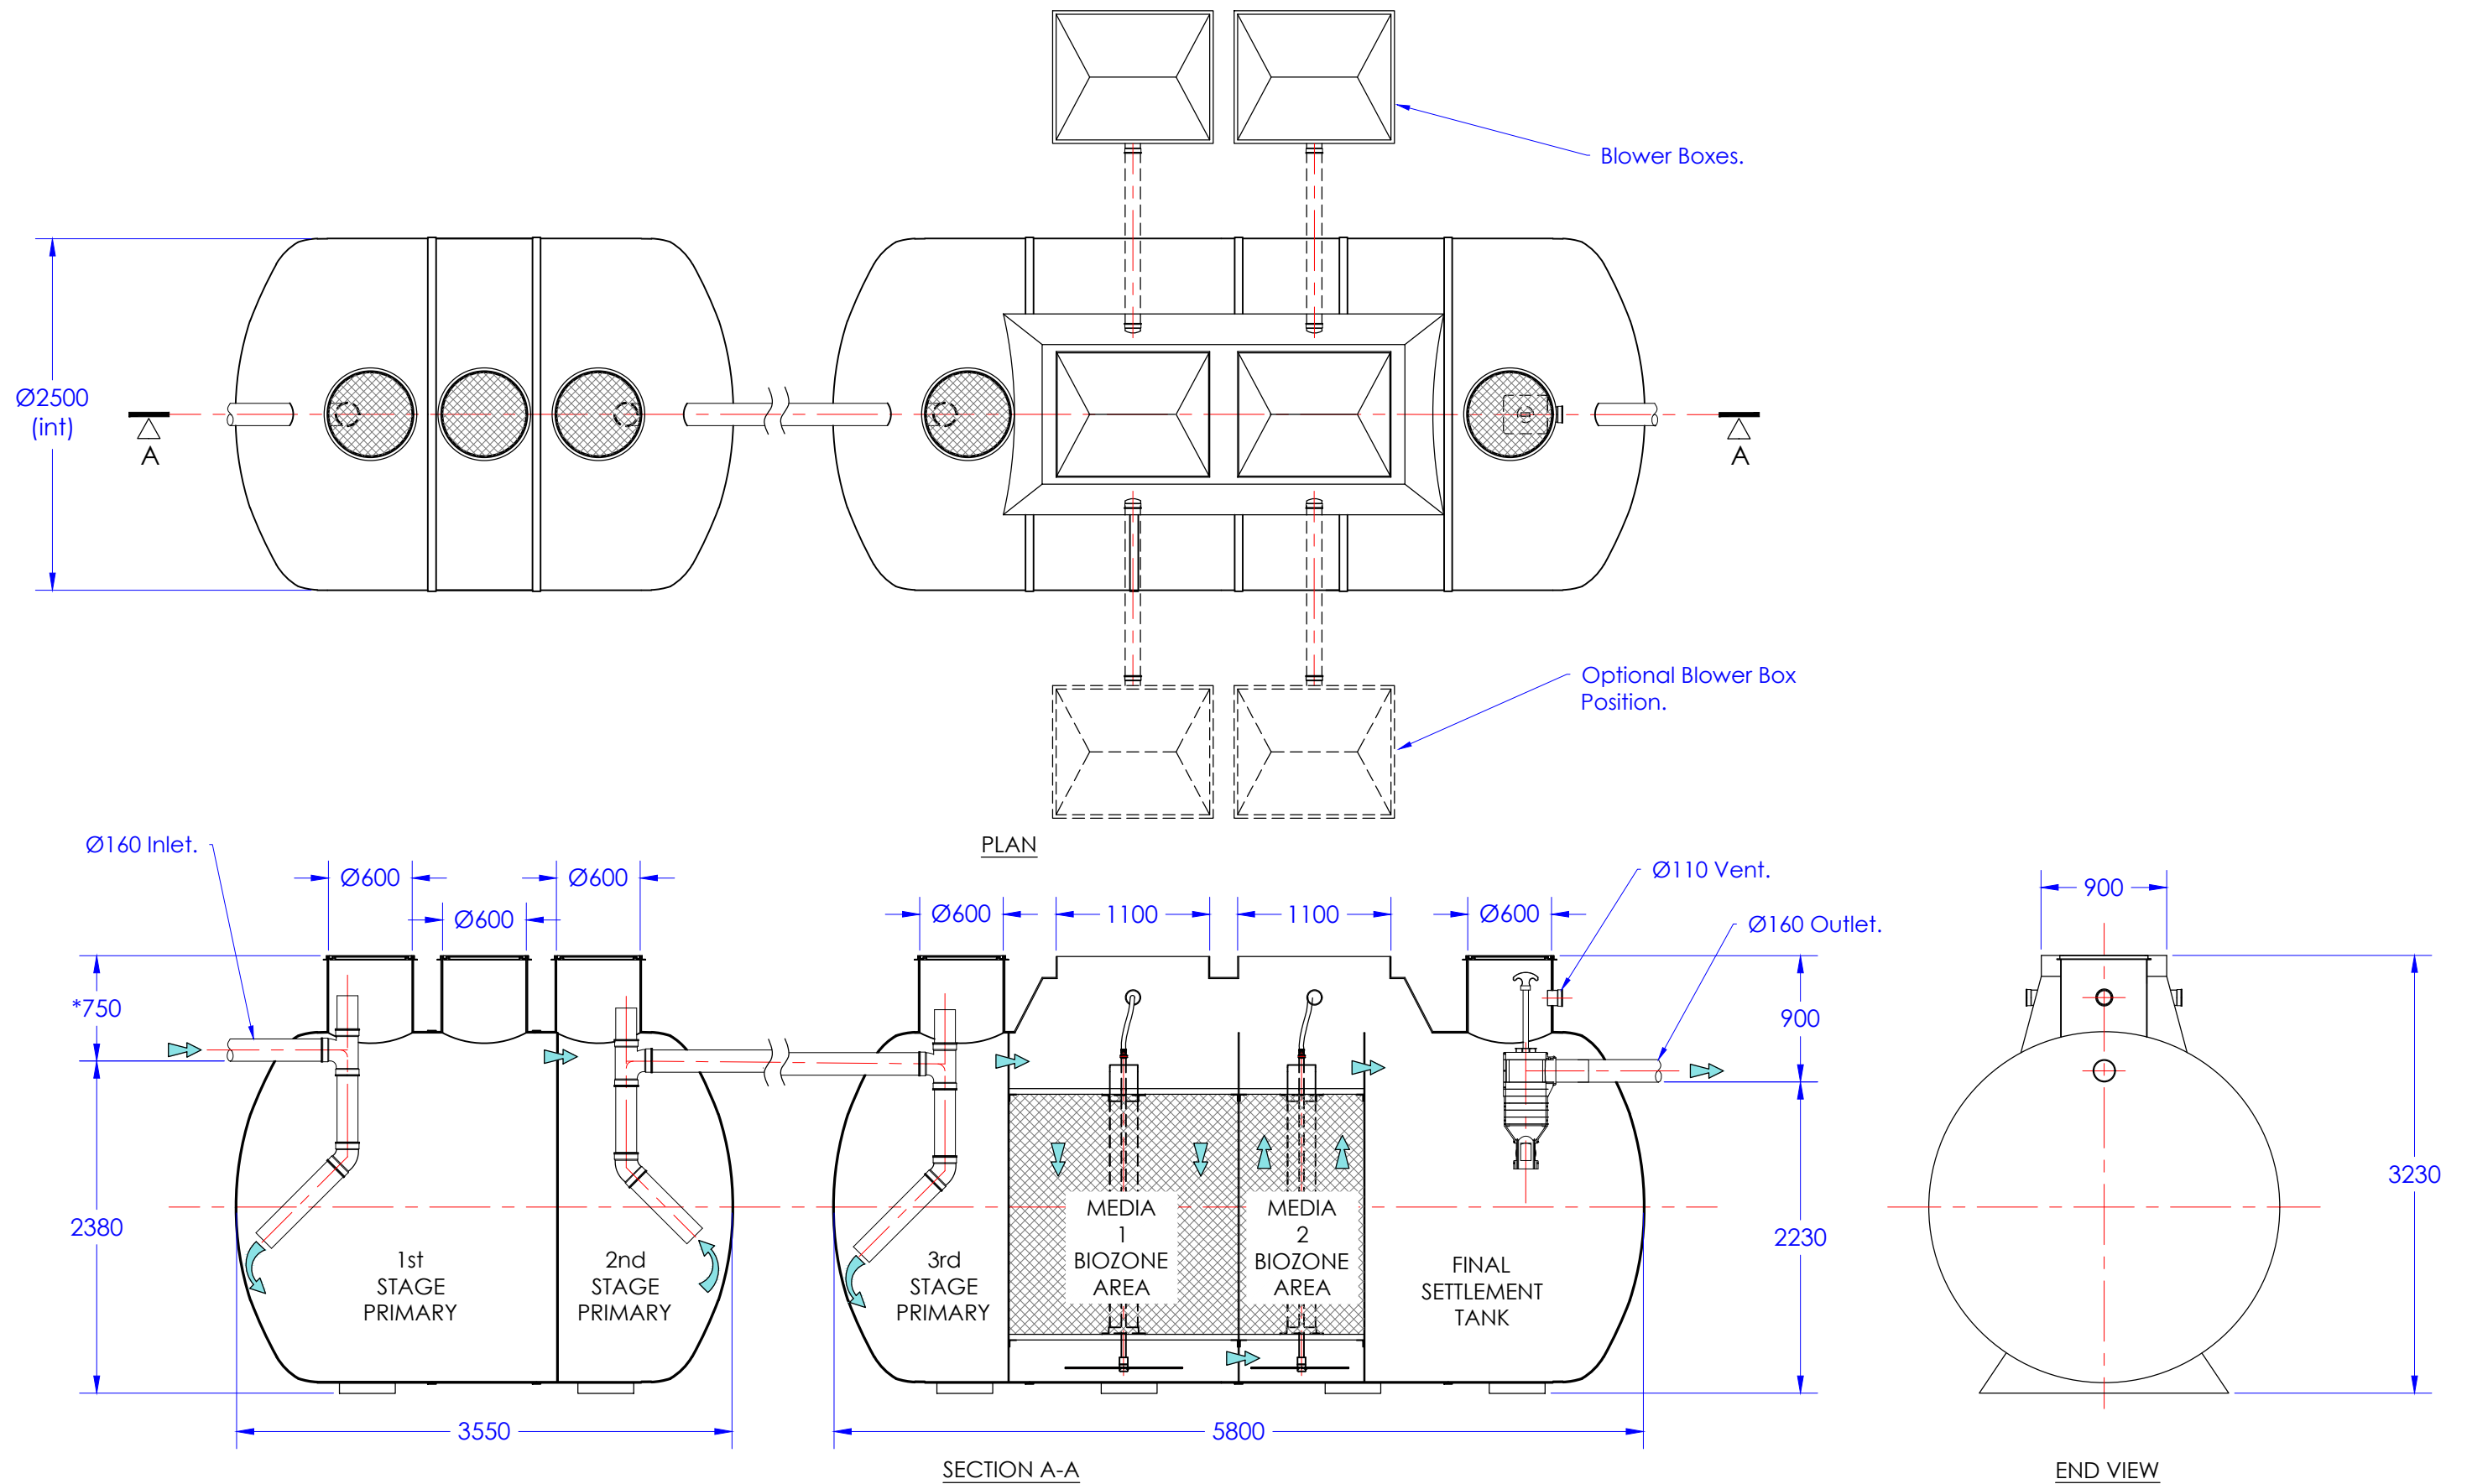 Blower Boxes.
Ø2500
(int)
A
A
Optional Blower Box
Position.
PLAN
Ø160 Inlet.
Ø600
Ø600
Ø600
Ø600
1100
1100
Ø600
Ø110 Vent.
Ø160 Outlet.
900
*750
900
2380
2230
3230
1st
STAGE
PRIMARY
2nd
STAGE
PRIMARY
3rd
STAGE
PRIMARY
MEDIA
1
BIOZONE
AREA
MEDIA
2
BIOZONE
AREA
FINAL
SETTLEMENT
TANK
3550
5800
SECTION A-A
END VIEW